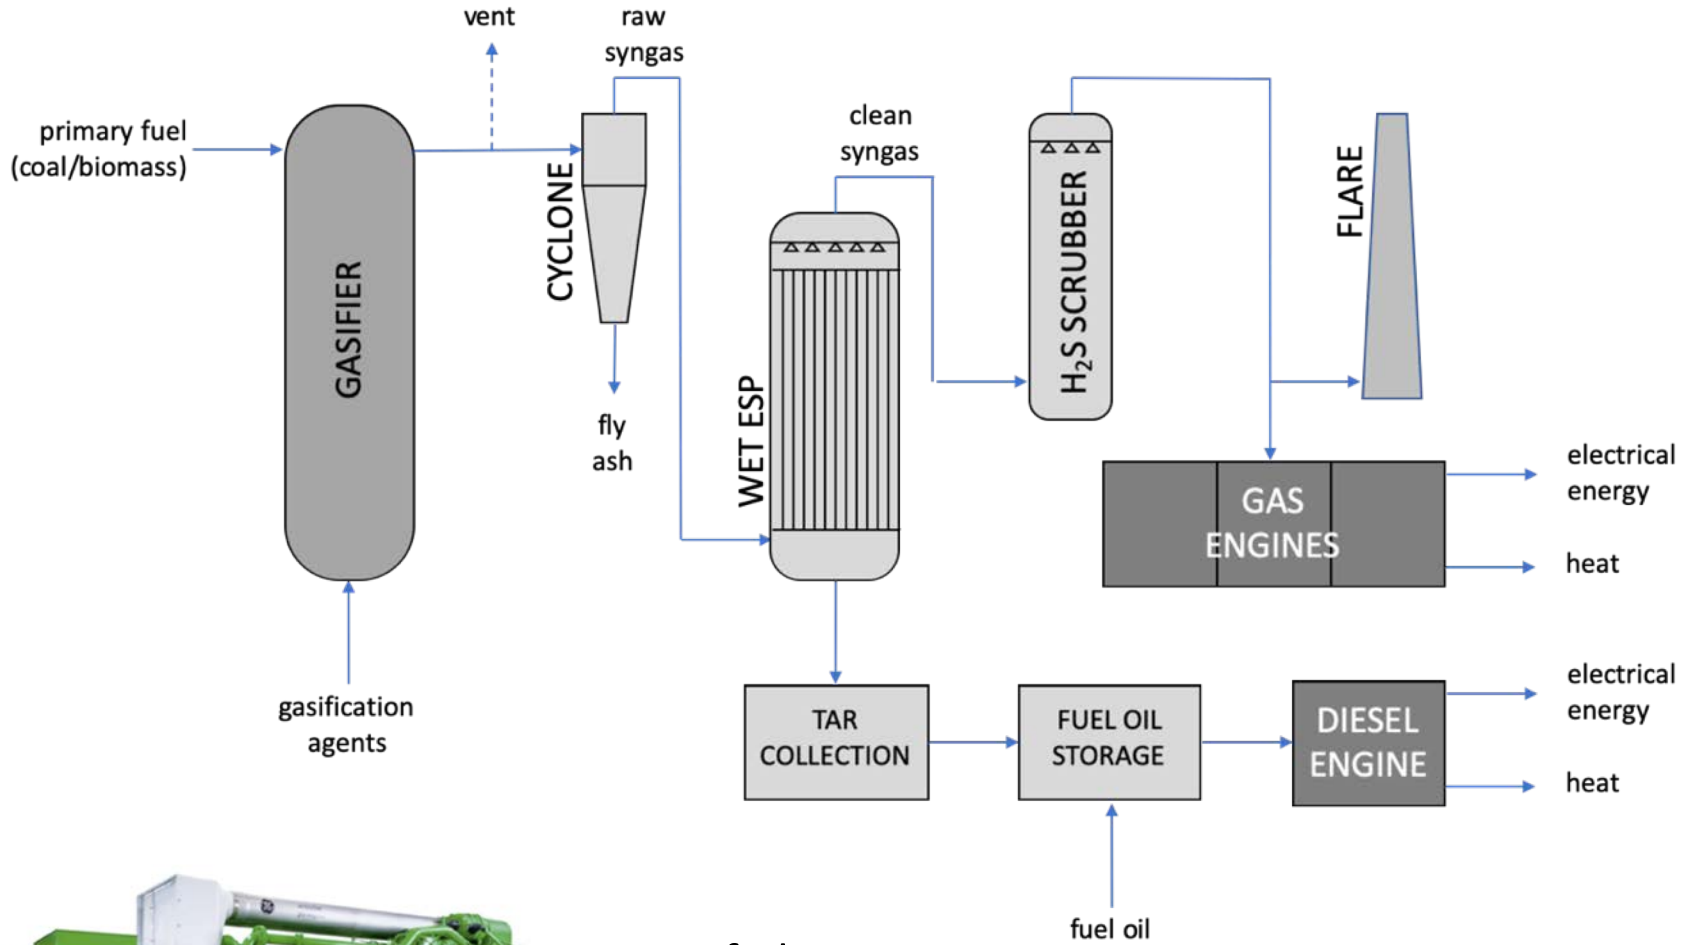 vent
raw
syngas
primary fuel
(coal/biomass)
GASIFIER
CYCLONE
fly
ash
gasification
agents
clean
syngas
WET ESP
H₂S SCRUBBER
FLARE
GAS
ENGINES
electrical
energy
heat
TAR
COLLECTION
FUEL OIL
STORAGE
DIESEL
ENGINE
electrical
energy
heat
fuel oil